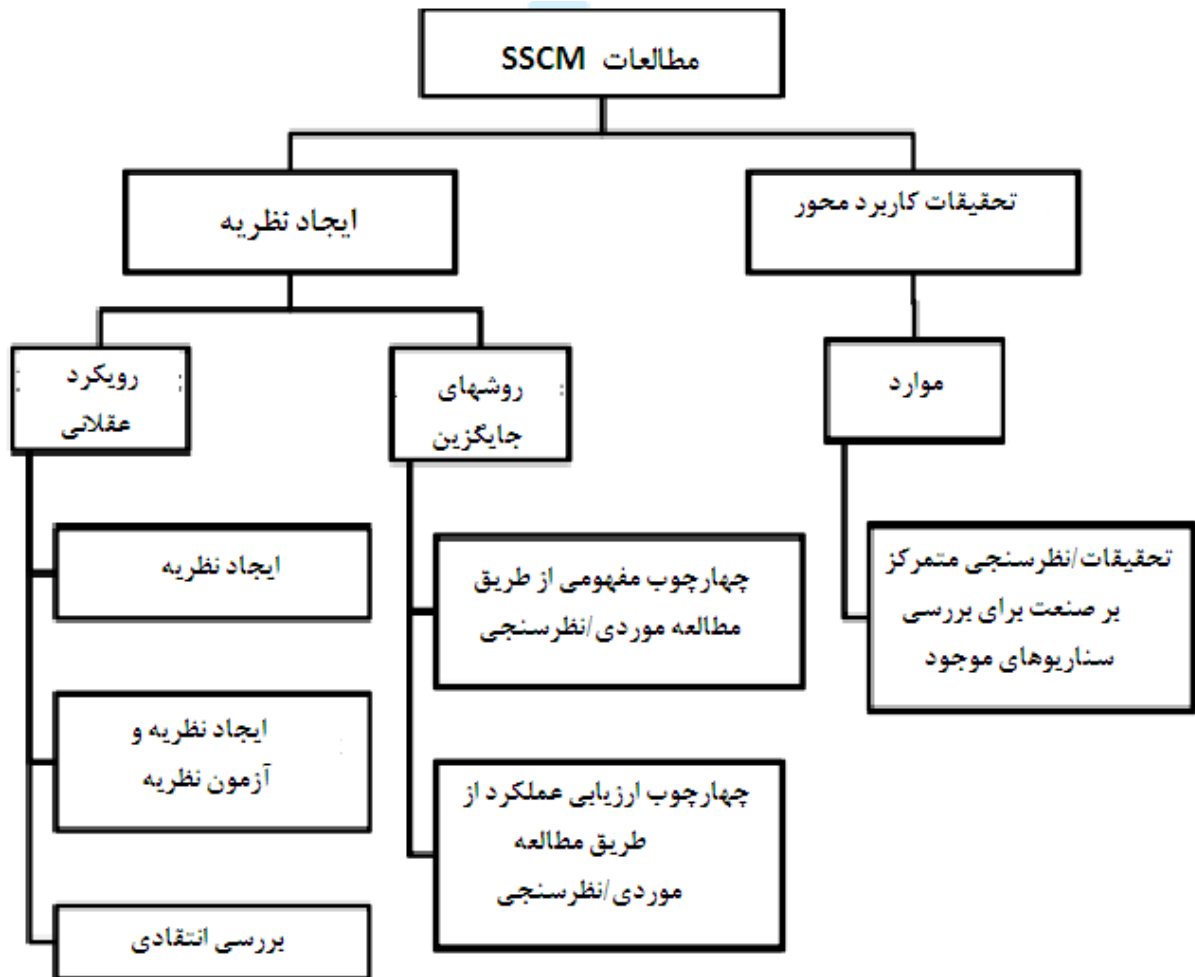 مطالعات SSCM
تحقیقات کاربرد محور
ایجاد نظریه
موارد
روشهای
جایگزین
رویکرد
عقلانی
تحقیقات/نظرسنجی متمرکز
بر صنعت برای بررسی
سناریوهای موجود
چهارچوب مفهومی از طریق
مطالعه موردی/نظرسنجی
چهارچوب ارزیابی عملکرد از
طریق مطالعه
موردی/نظرسنجی
ایجاد نظریه
ایجاد نظریه و
آزمون نظریه
بررسی انتقادی